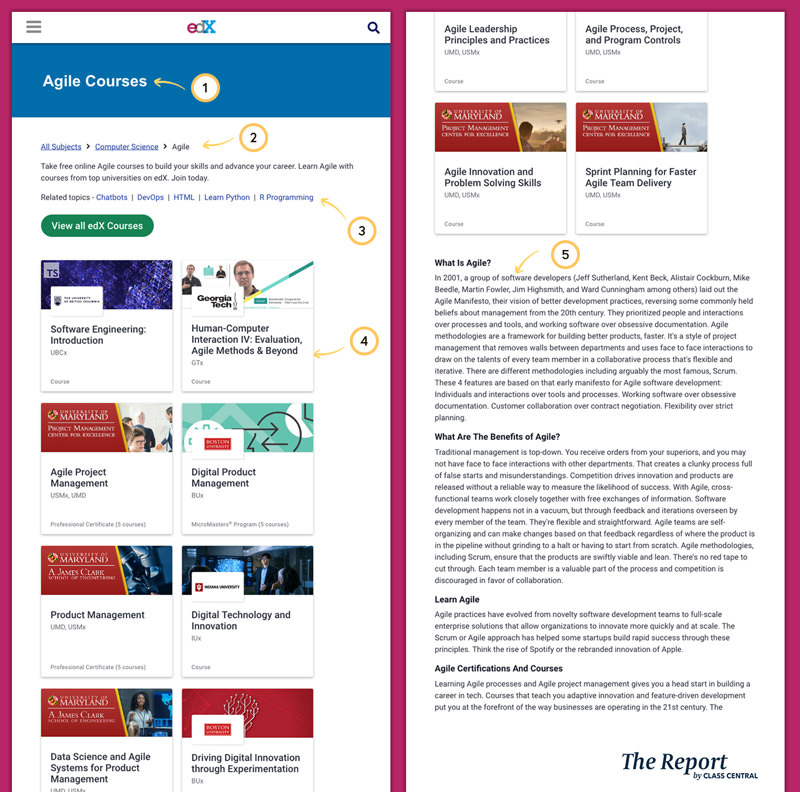 edX
Agile Courses
1
2
All Subjects > Computer Science > Agile
Take free online Agile courses to build your skills and advance your career. Learn Agile with
courses from top universities on edX. Join today.
Related topics - Chatbots | DevOps | HTML | Learn Python | R Programming
3
View all edX Courses
TS
THE UNIVERSITY OF
BRITISH COLUMBIA
Software Engineering:
Introduction
UBCx
Course
Georgia
Tech
Human-Computer
Interaction IV: Evaluation,
Agile Methods & Beyond
GTx
Course
4
UNIVERSITY OF
MARYLAND
PROJECT MANAGEMENT
CENTER FOR EXCELLENCE
Agile Project
Management
USMx, UMD
Professional Certificate (5 courses)
BOSTON
UNIVERSITY
Digital Product
Management
BUx
MicroMasters® Program (5 courses)
UNIVERSITY OF
MARYLAND
A. JAMES CLARK
SCHOOL OF ENGINEERING
Product Management
UMD, USMx
Professional Certificate (5 courses)
INDIANA UNIVERSITY
Digital Technology and
Innovation
IUx
Course
UNIVERSITY OF
MARYLAND
A. JAMES CLARK
SCHOOL OF ENGINEERING
Data Science and Agile
Systems for Product
Management
UMD, USMx
BOSTON
UNIVERSITY
Driving Digital Innovation
through Experimentation
BUx
Agile Leadership
Principles and Practices
UMD, USMx
Course
Agile Process, Project,
and Program Controls
UMD, USMx
Course
UNIVERSITY OF
MARYLAND
PROJECT MANAGEMENT
CENTER FOR EXCELLENCE
Agile Innovation and
Problem Solving Skills
UMD, USMx
Course
UNIVERSITY OF
MARYLAND
PROJECT MANAGEMENT
CENTER FOR EXCELLENCE
Sprint Planning for Faster
Agile Team Delivery
UMD, USMx
Course
5
What Is Agile?
In 2001, a group of software developers (Jeff Sutherland, Kent Beck, Alistair Cockburn, Mike
Beedle, Martin Fowler, Jim Highsmith, and Ward Cunningham among others) laid out the
Agile Manifesto, their vision of better development practices, reversing some commonly held
beliefs about management from the 20th century. They prioritized people and interactions
over processes and tools, and working software over obsessive documentation. Agile
methodologies are a framework for building better products, faster. It's a style of project
management that removes walls between departments and uses face to face interactions to
draw on the talents of every team member in a collaborative process that's flexible and
iterative. There are different methodologies including arguably the most famous, Scrum.
These 4 features are based on that early manifesto for Agile software development:
Individuals and interactions over tools and processes. Working software over obsessive
documentation. Customer collaboration over contract negotiation. Flexibility over strict
planning.
What Are The Benefits of Agile?
Traditional management is top-down. You receive orders from your superiors, and you may
not have face to face interactions with other departments. That creates a clunky process full
of false starts and misunderstandings. Competition drives innovation and products are
released without a reliable way to measure the likelihood of success. With Agile, cross-
functional teams work closely together with free exchanges of information. Software
development happens not in a vacuum, but through feedback and iterations overseen by
every member of the team. They're flexible and straightforward. Agile teams are self-
organizing and can make changes based on that feedback regardless of where the product is
in the pipeline without grinding to a halt or having to start from scratch. Agile methodologies,
including Scrum, ensure that the products are swiftly viable and lean. There's no red tape to
cut through. Each team member is a valuable part of the process and competition is
discouraged in favor of collaboration.
Learn Agile
Agile practices have evolved from novelty software development teams to full-scale
enterprise solutions that allow organizations to innovate more quickly and at scale. The
Scrum or Agile approach has helped some startups build rapid success through these
principles. Think the rise of Spotify or the rebranded innovation of Apple.
Agile Certifications And Courses
Learning Agile processes and Agile project management gives you a head start in building a
career in tech. Courses that teach you adaptive innovation and feature-driven development
put you at the forefront of the way businesses are operating in the 21st century. The
The Report
by CLASS CENTRAL